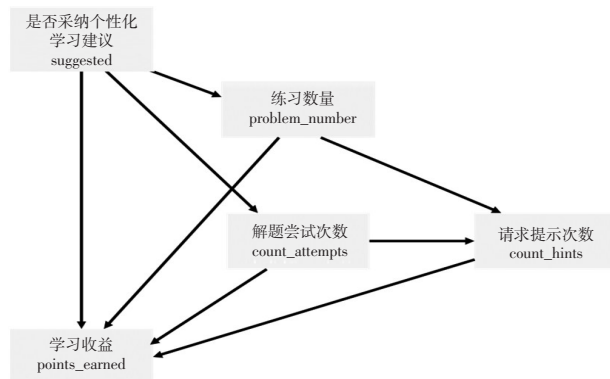 是否采纳个性化
学习建议
suggested
练习数量
problem_number
解题尝试次数
count_attempts
请求提示次数
count_hints
学习收益
points_earned